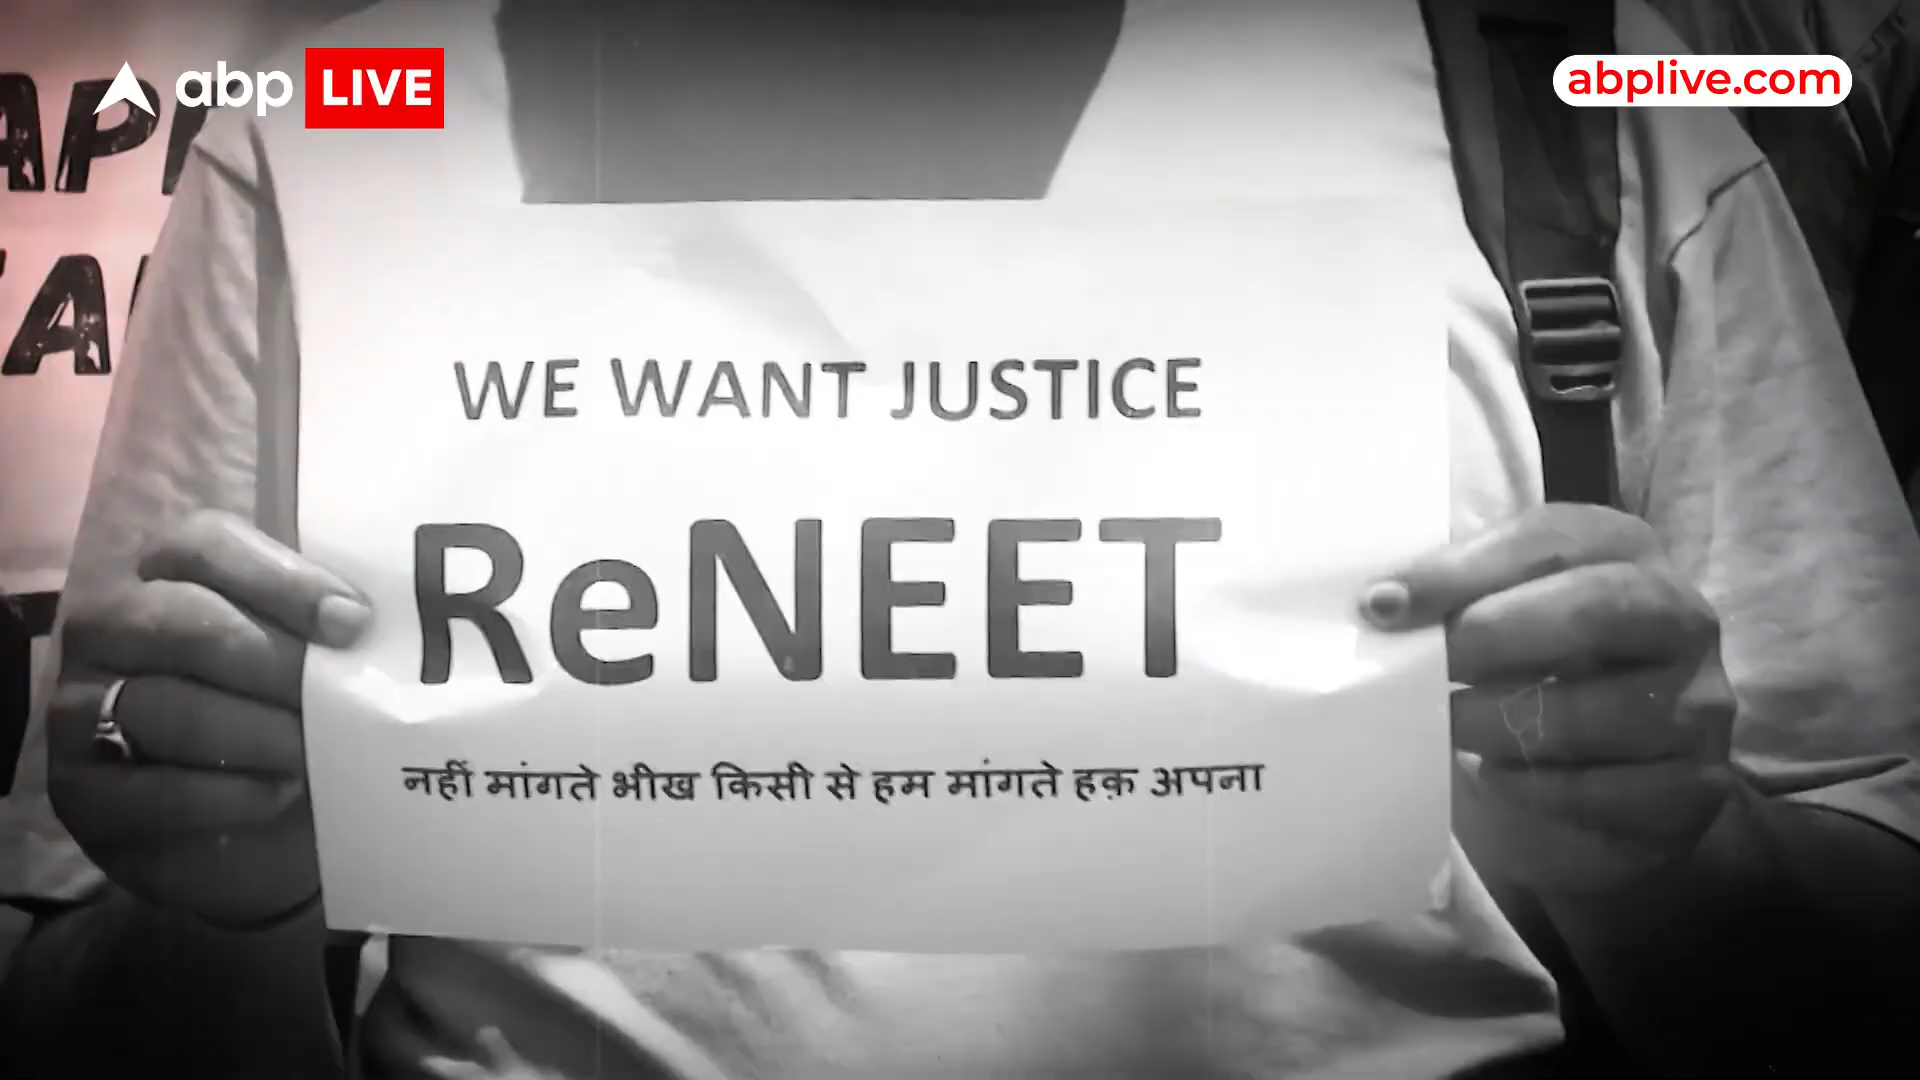 abp LIVE
abplive.com
WE WANT JUSTICE
ReNEET
नहीं मांगते भीख किसी से हम मांगते हक़ अपना